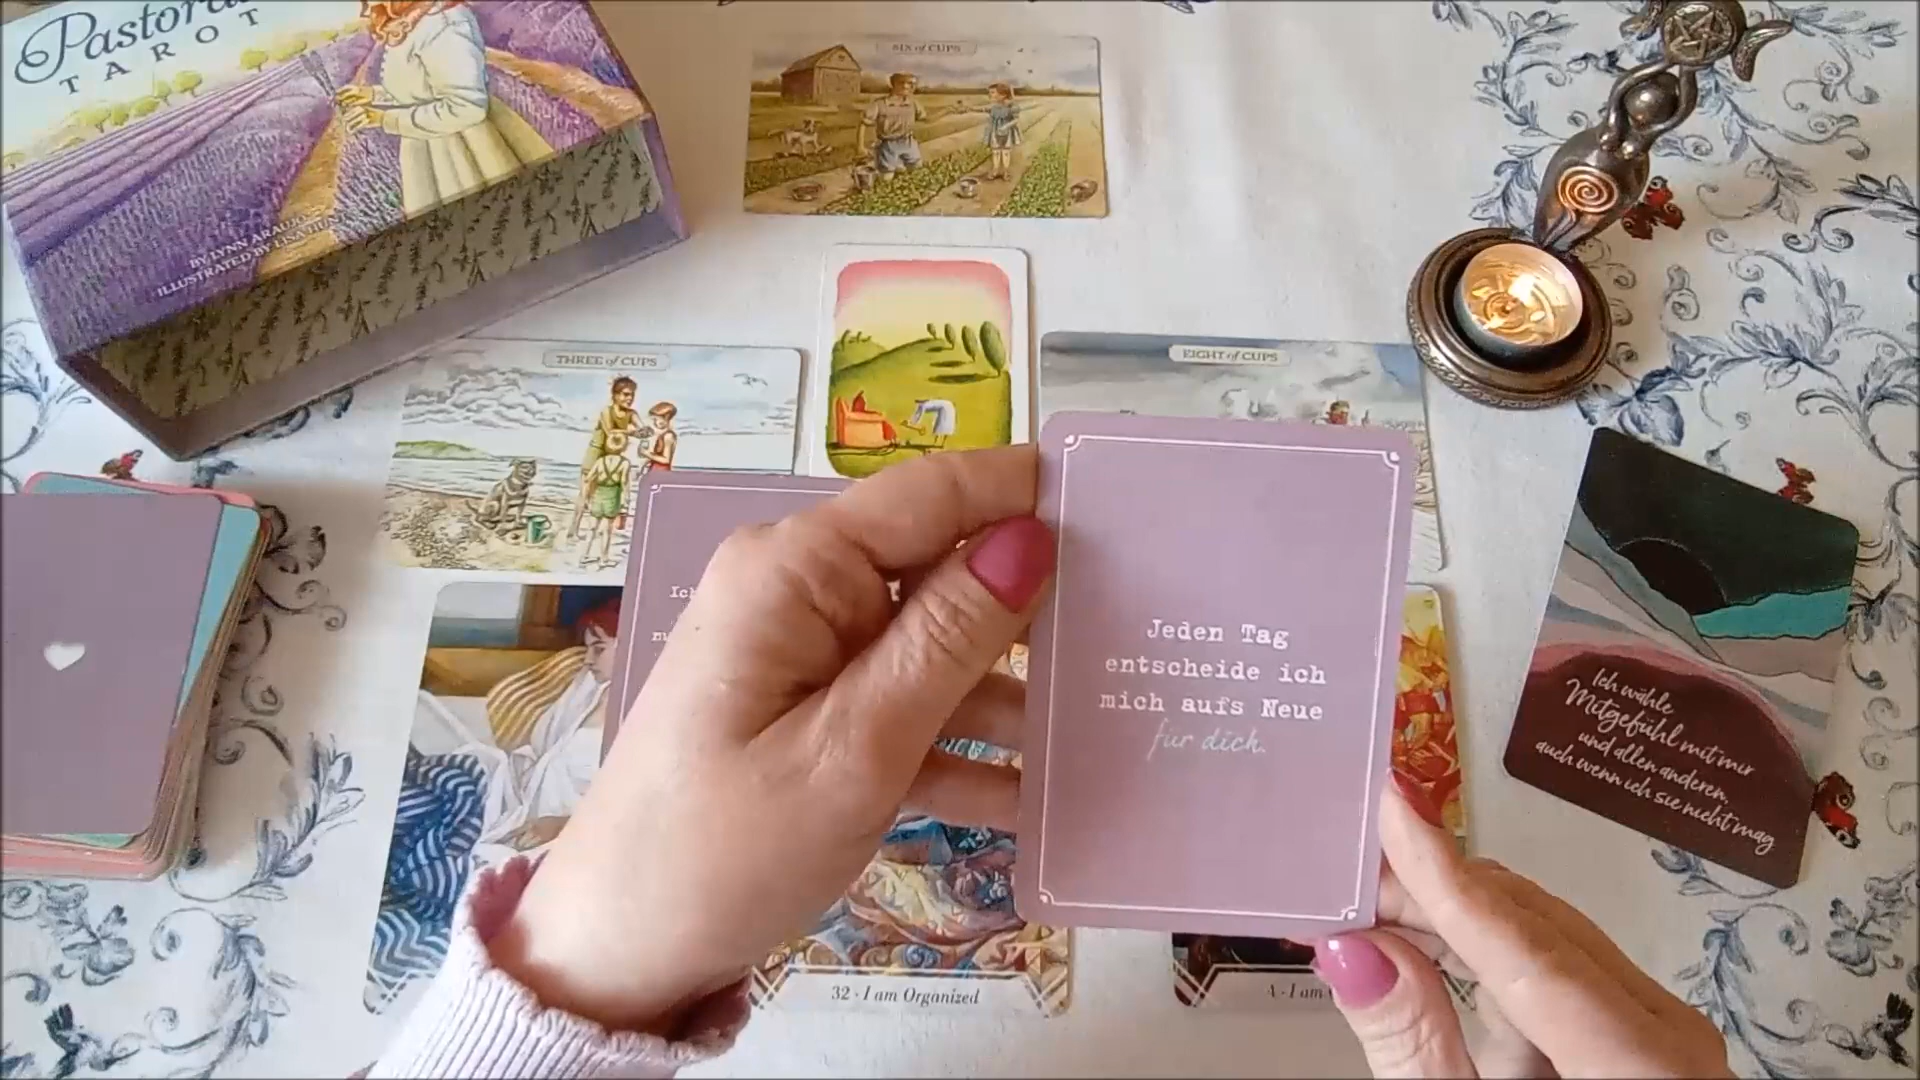 Pastoral
TAROT
BY LYNN ARAUJO
ILLUSTRATED BY LISA HUNT
SIX of CUPS
THREE of CUPS
EIGHT of CUPS
Ich
Jeden Tag
entscheide ich
mich aufs Neue
für dich.
Ich wähle
Mitgefühl mit mir
und allen anderen,
auch wenn ich sie nicht mag
32 - I am Organized
I am